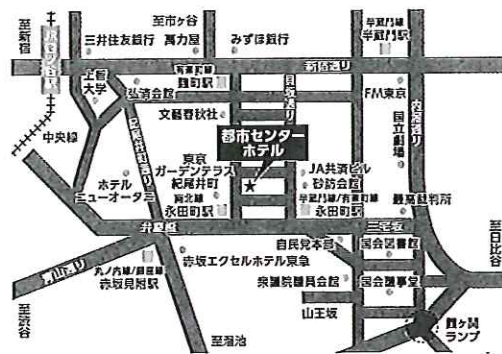 至市ケ谷
至新宿
JR四ツ谷駅
三井住友銀行
萬力屋
みずほ銀行
半蔵門線
半蔵門駅
有楽町線
麹町駅
新宿通り
上智
大学
弘済会館
日枝通り
FM東京
内堀通り
文藝春秋社
国立劇場
中央線
紀尾井町通り
都市センター
ホテル
東京
ガーデンテラス
紀尾井町
JA共済ビル
砂防会館
ホテル
ニューオータニ
南北線
永田町駅
半蔵門線/有楽町線
永田町駅
最高裁判所
弁慶橋
三宅坂
自民党本部
国会図書館
至日比谷
青山通り
赤坂エクセルホテル東急
丸ノ内線/銀座線
赤坂見附駅
衆議院議員会館
国会議事堂
山王坂
霞ヶ関
ランプ
至渋谷
至溜池